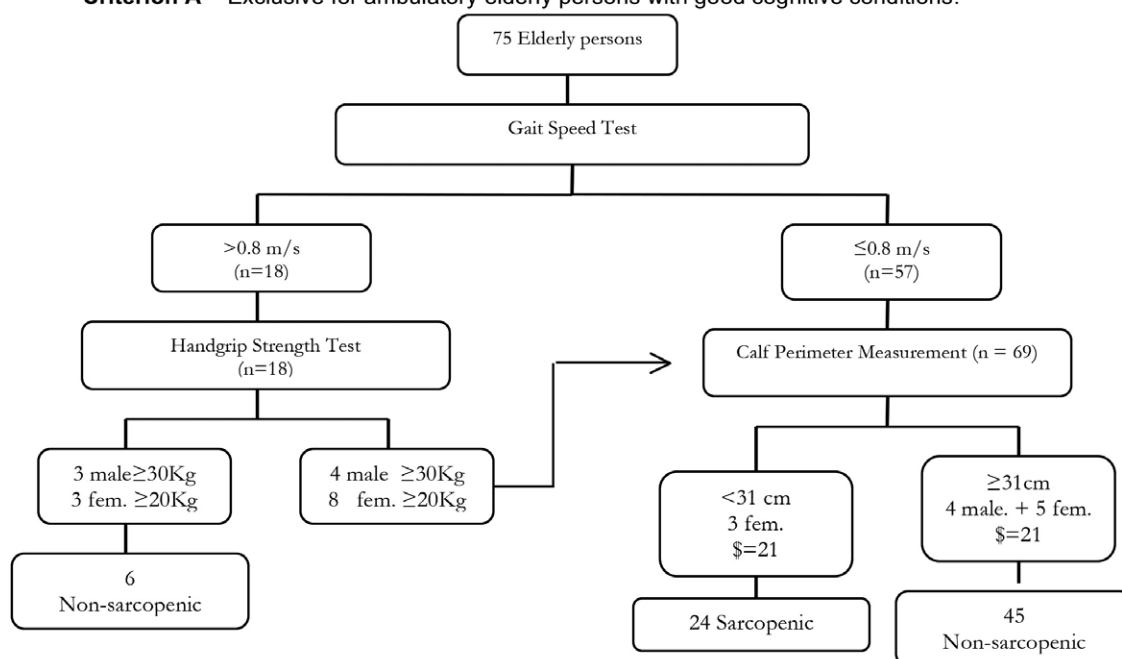 Criterion A – Exclusive for ambulatory elderly persons with good cognitive conditions.
75 Elderly persons
Gait Speed Test
>0.8 m/s
(n=18)
≤0.8 m/s
(n=57)
Handgrip Strength Test
(n=18)
Calf Perimeter Measurement (n = 69)
3 male≥30Kg
3 fem. ≥20Kg
4 male ≥30Kg
8 fem. ≥20Kg
<31 cm
3 fem.
$=21
≥31cm
4 male. + 5 fem.
$=21
6
Non-sarcopenic
24 Sarcopenic
45
Non-sarcopenic